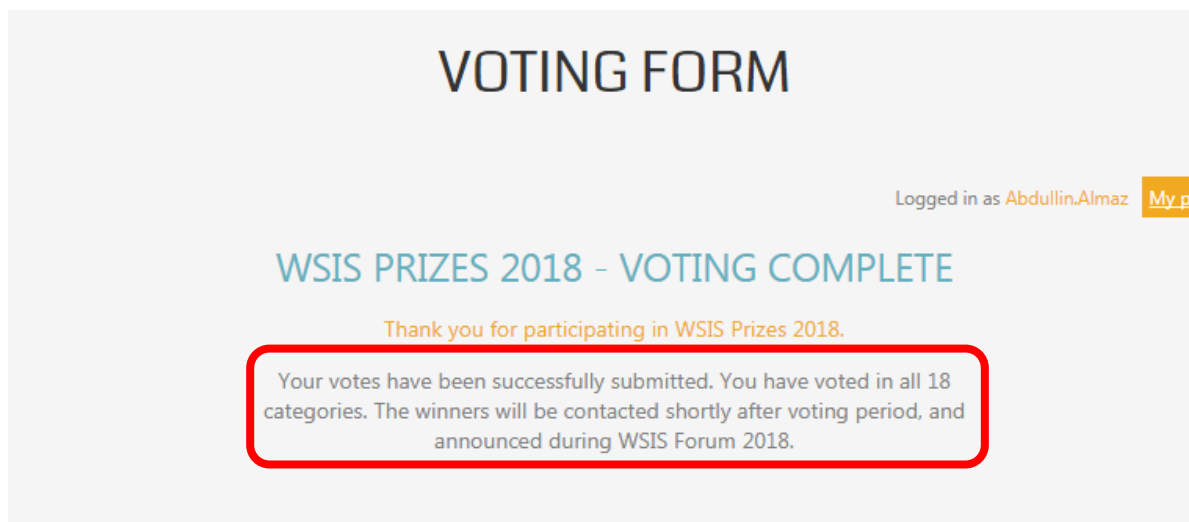 VOTING FORM
Logged in as Abdullin.Almaz My p
WSIS PRIZES 2018 - VOTING COMPLETE
Thank you for participating in WSIS Prizes 2018.
Your votes have been successfully submitted. You have voted in all 18
categories. The winners will be contacted shortly after voting period, and
announced during WSIS Forum 2018.